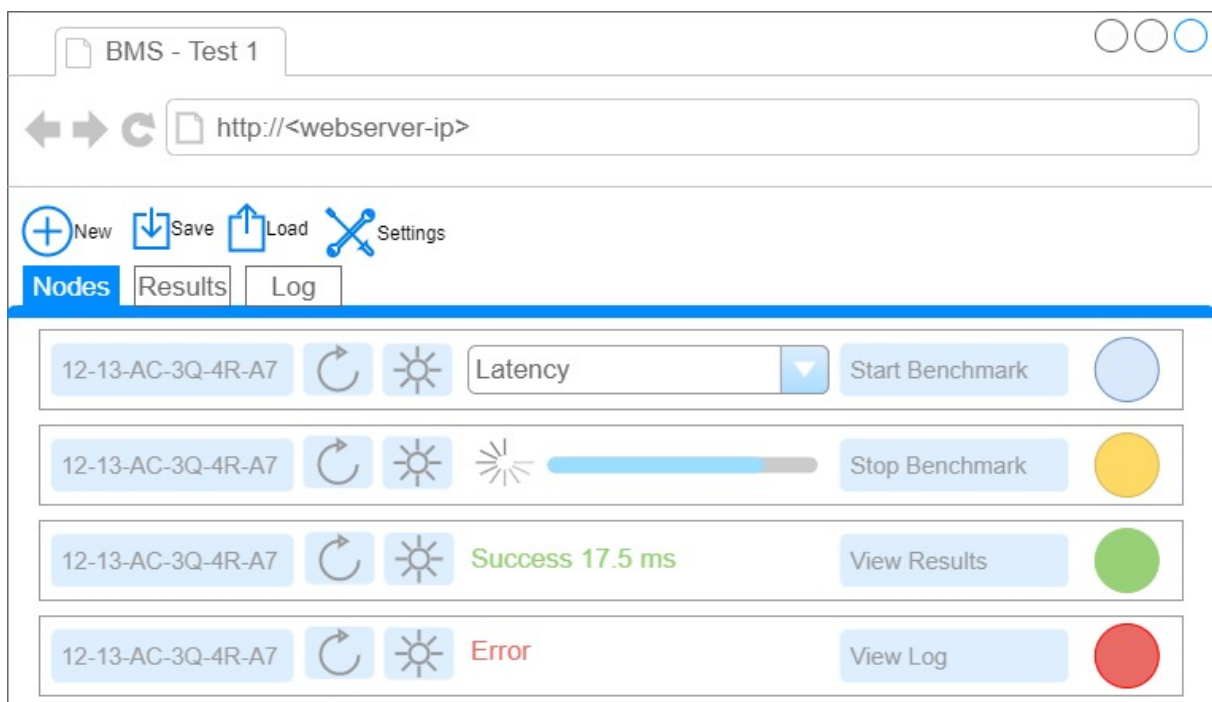 BMS - Test 1
http://<webserver-ip>
New Save Load Settings
Nodes Results Log
12-13-AC-3Q-4R-A7 Latency Start Benchmark
12-13-AC-3Q-4R-A7 Stop Benchmark
12-13-AC-3Q-4R-A7 Success 17.5 ms View Results
12-13-AC-3Q-4R-A7 Error View Log